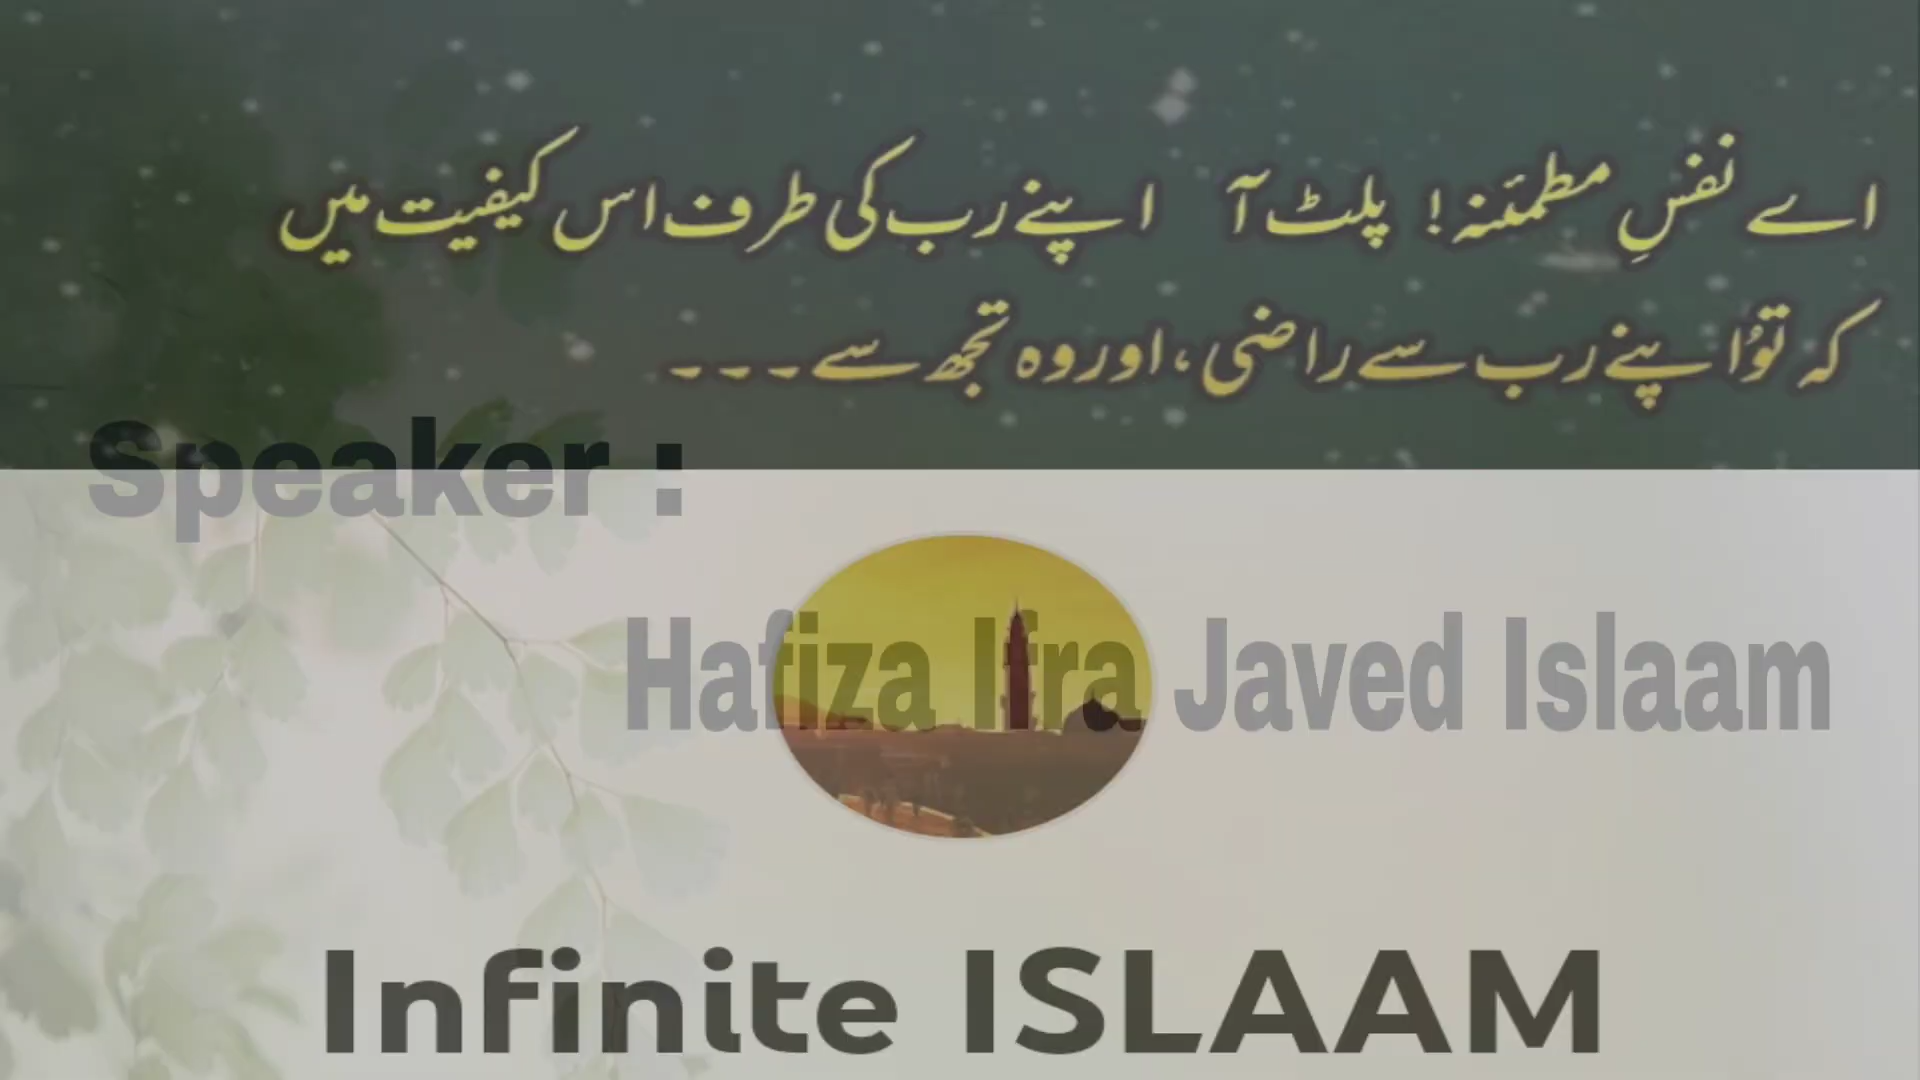 اے نفسِ مطمئنہ! پلٹ آ اپنے رب کی طرف اس کیفیت میں
کہ تُو اپنے رب سے راضی، اور وہ تجھ سے۔۔۔
Speaker :
Hafiza Ifra Javed Islaam
Infinite ISLAAM